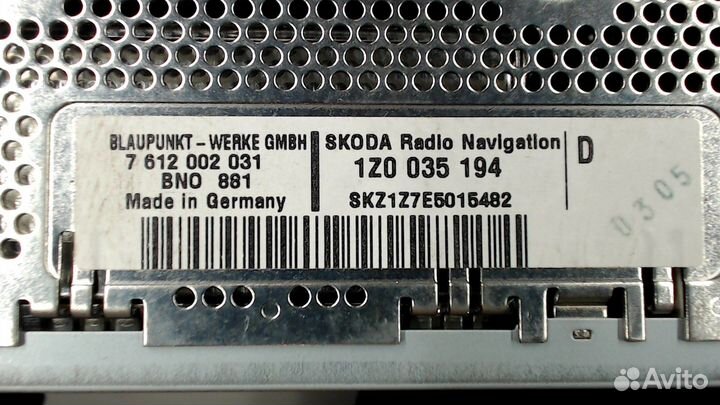 BLAUPUNKT - WERKE GMBH
7 612 002 031
BNO 881
Made in Germany
SKODA Radio Navigation
1Z0 035 194
SKZ1Z7E5015482
D
0305
Avito